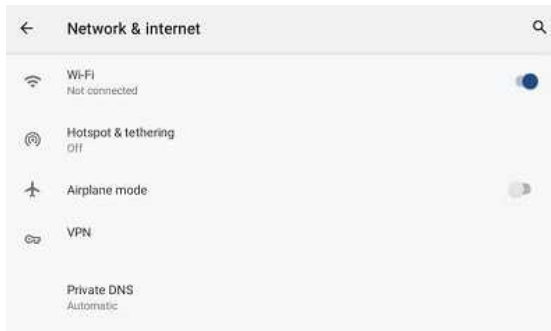 Network & internet
Wi-Fi
Not connected
Hotspot & tethering
Off
Airplane mode
VPN
Private DNS
Automatic